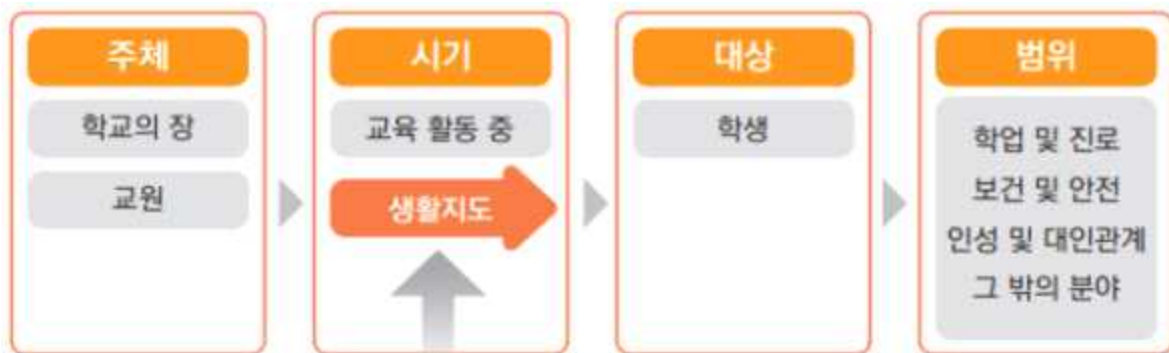 주체
학교의 장
교원
시기
교육 활동 중
생활지도
대상
학생
범위
학업 및 진로
보건 및 안전
인성 및 대인관계
그 밖의 분야